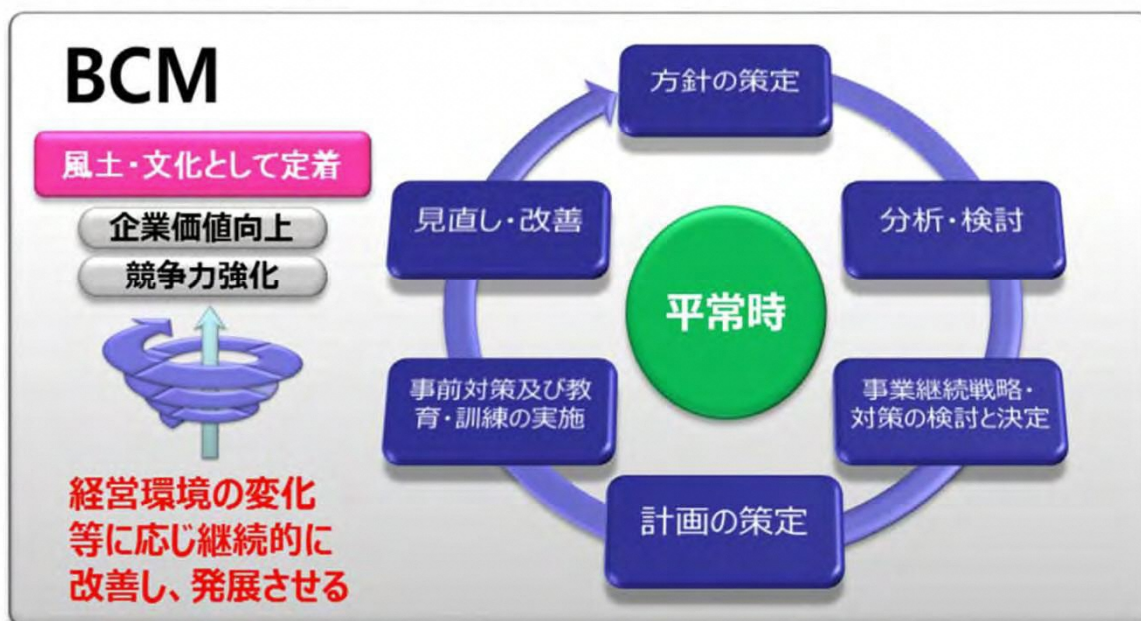 BCM
風土・文化として定着
企業価値向上
競争力強化
経営環境の変化
等に応じ継続的に
改善し、発展させる
方針の策定
分析・検討
事業継続戦略・
対策の検討と決定
計画の策定
事前対策及び教
育・訓練の実施
見直し・改善
平常時